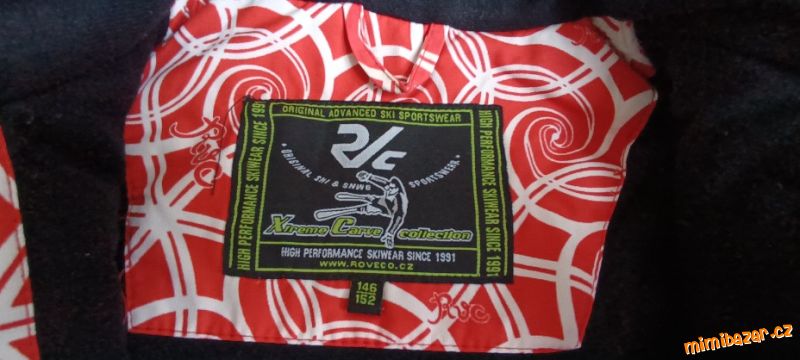 ORIGINAL ADVANCED SKI SPORTSWEAR
HIGH PERFORMANCE SKIWEAR SINCE 1991
HIGH PERFORMANCE SKIWEAR SINCE 1991
R/c
• ORIGINAL SKI & SNWB SPORTSWEAR •
Xtreme Carve collection
HIGH PERFORMANCE SKIWEAR SINCE 1991
WWW.ROVECO.CZ
146
152
Rvc
mimibazar.cz